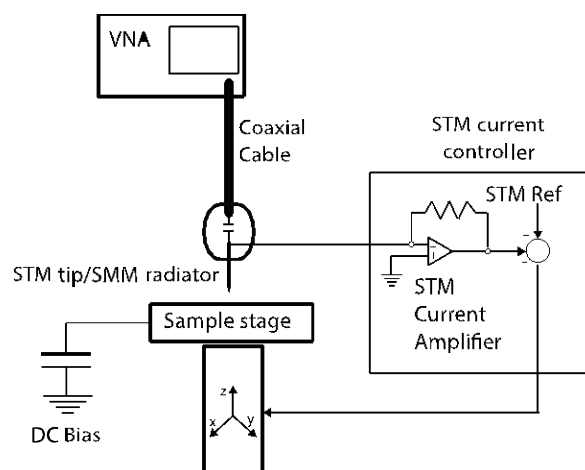 VNA
Coaxial
Cable
STM current
controller
STM Ref
STM tip/SMM radiator
STM
Current
Amplifier
Sample stage
z
x
y
DC Bias